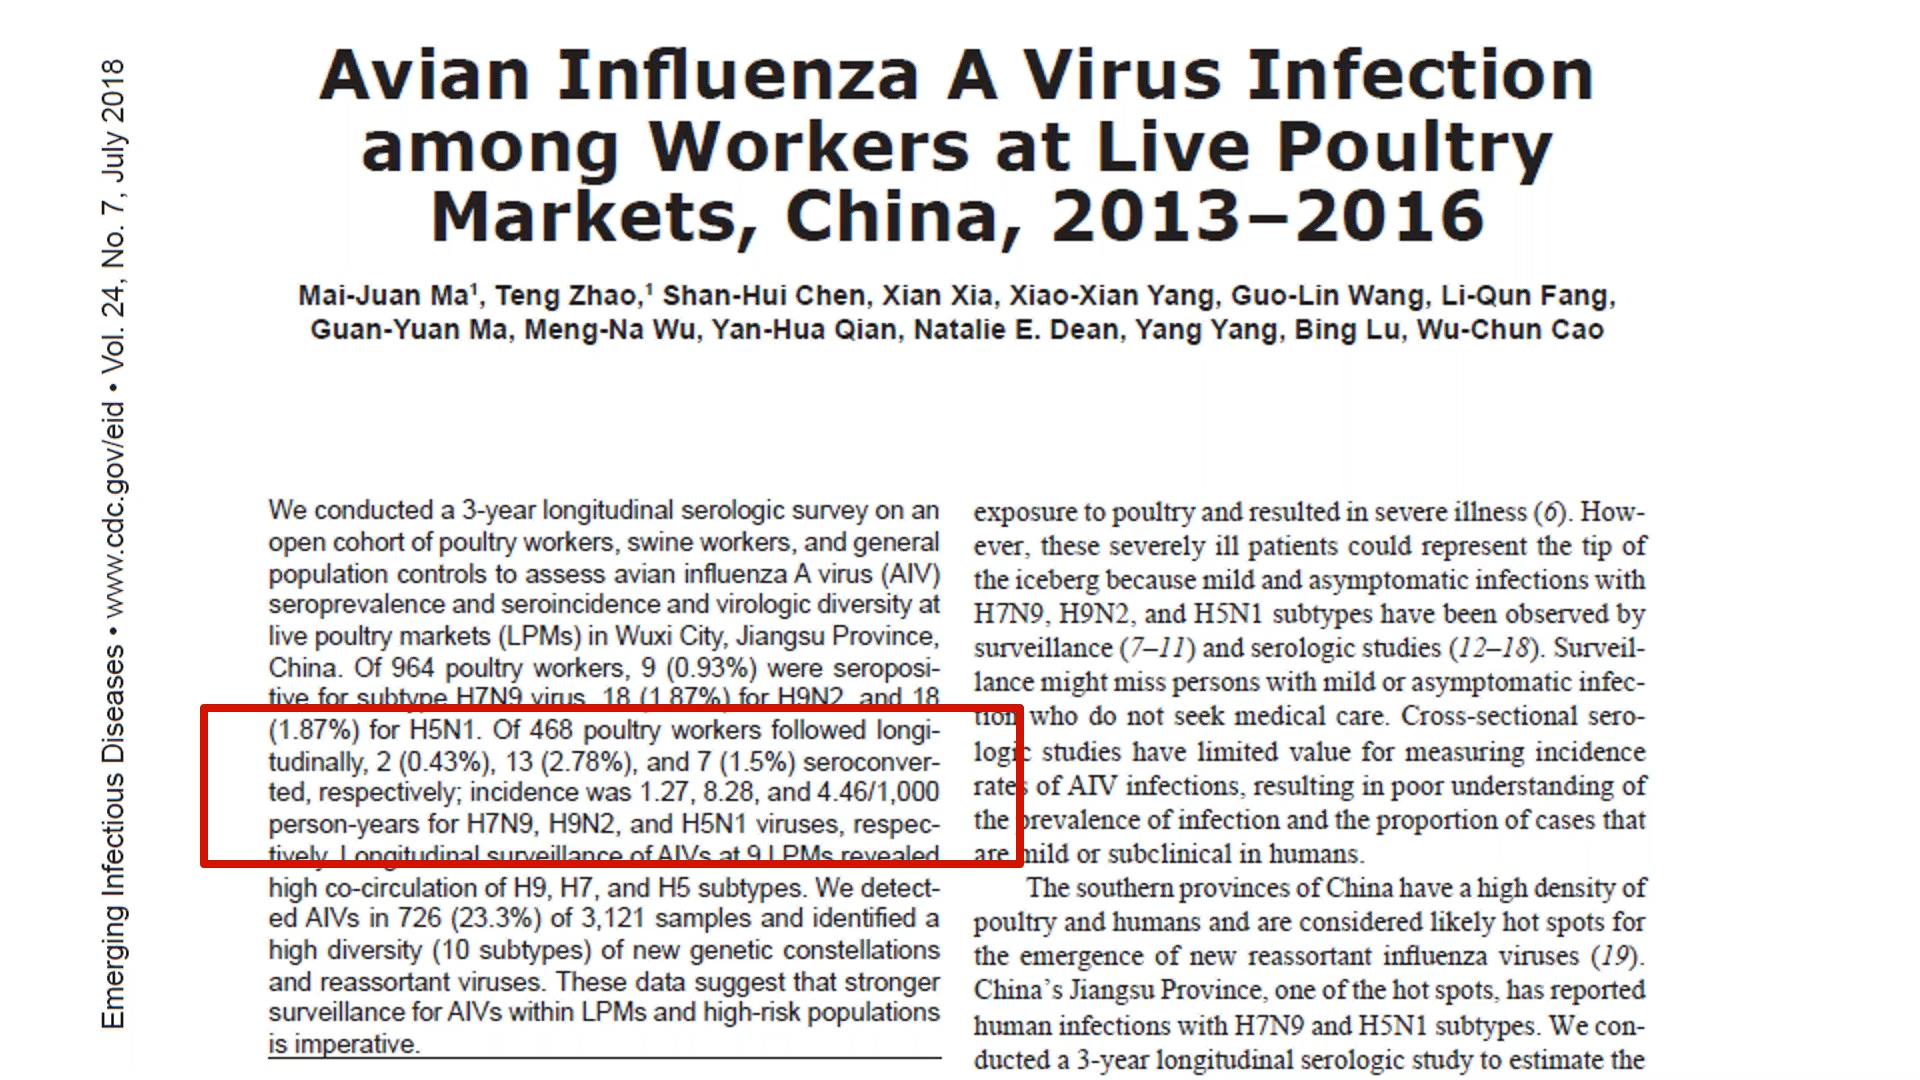 Avian Influenza A Virus Infection
among Workers at Live Poultry
Markets, China, 2013–2016
Mai-Juan Ma¹, Teng Zhao,¹ Shan-Hui Chen, Xian Xia, Xiao-Xian Yang, Guo-Lin Wang, Li-Qun Fang,
Guan-Yuan Ma, Meng-Na Wu, Yan-Hua Qian, Natalie E. Dean, Yang Yang, Bing Lu, Wu-Chun Cao
Emerging Infectious Diseases • www.cdc.gov/eid • Vol. 24, No. 7, July 2018
We conducted a 3-year longitudinal serologic survey on an
open cohort of poultry workers, swine workers, and general
population controls to assess avian influenza A virus (AIV)
seroprevalence and seroincidence and virologic diversity at
live poultry markets (LPMs) in Wuxi City, Jiangsu Province,
China. Of 964 poultry workers, 9 (0.93%) were seroposi-
tive for subtype H7N9 virus, 18 (1.87%) for H9N2, and 18
(1.87%) for H5N1. Of 468 poultry workers followed longi-
tudinally, 2 (0.43%), 13 (2.78%), and 7 (1.5%) seroconver-
ted, respectively; incidence was 1.27, 8.28, and 4.46/1,000
person-years for H7N9, H9N2, and H5N1 viruses, respec-
tively. Longitudinal surveillance of AIVs at 9 LPMs revealed
high co-circulation of H9, H7, and H5 subtypes. We detect-
ed AIVs in 726 (23.3%) of 3,121 samples and identified a
high diversity (10 subtypes) of new genetic constellations
and reassortant viruses. These data suggest that stronger
surveillance for AIVs within LPMs and high-risk populations
is imperative.
exposure to poultry and resulted in severe illness (6). How-
ever, these severely ill patients could represent the tip of
the iceberg because mild and asymptomatic infections with
H7N9, H9N2, and H5N1 subtypes have been observed by
surveillance (7–11) and serologic studies (12–18). Surveil-
lance might miss persons with mild or asymptomatic infec-
tion who do not seek medical care. Cross-sectional sero-
logic studies have limited value for measuring incidence
rates of AIV infections, resulting in poor understanding of
the prevalence of infection and the proportion of cases that
are mild or subclinical in humans.
The southern provinces of China have a high density of
poultry and humans and are considered likely hot spots for
the emergence of new reassortant influenza viruses (19).
China's Jiangsu Province, one of the hot spots, has reported
human infections with H7N9 and H5N1 subtypes. We con-
ducted a 3-year longitudinal serologic study to estimate the